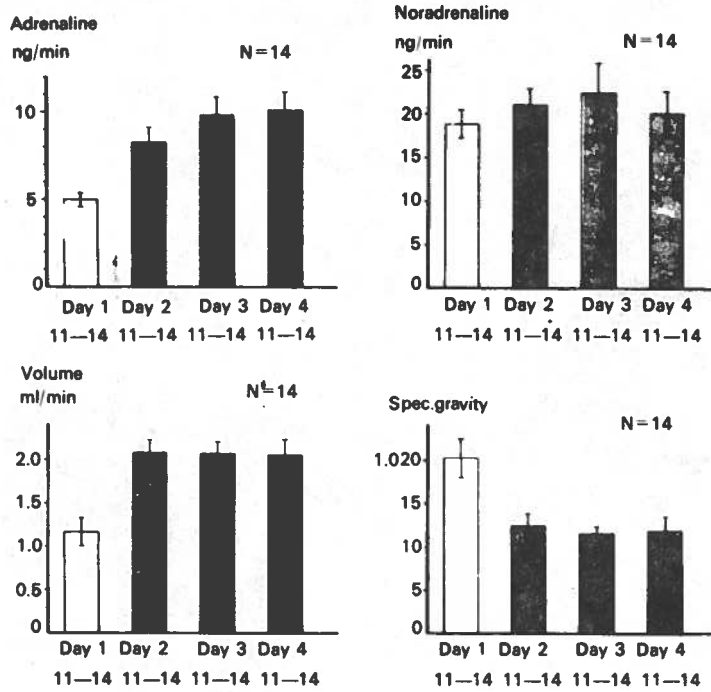 Adrenaline
ng/min
N=14
10
5
0
Day 1 Day 2 Day 3 Day 4
11—14 11—14 11—14 11—14
Noradrenaline
ng/min
N=14
25
20
15
10
5
0
Day 1 Day 2 Day 3 Day 4
11—14 11—14 11—14 11—14
Volume
ml/min
N=14
2.0
1.5
1.0
0.5
0
Day 1 Day 2 Day 3 Day 4
11—14 11—14 11—14 11—14
Spec.gravity
N=14
1.020
15
10
5
0
Day 1 Day 2 Day 3 Day 4
11—14 11—14 11—14 11—14